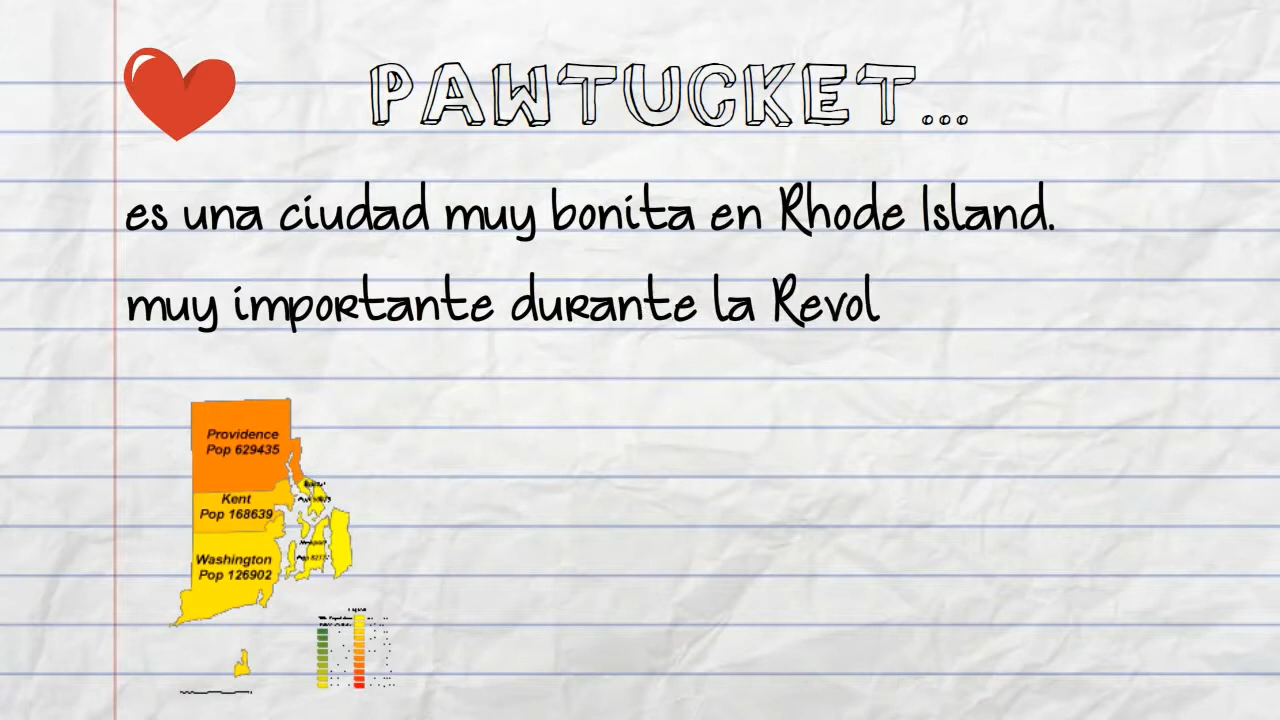 PAWTUCKET...
es una ciudad muy bonita en Rhode Island.
muy importante durante la Revol
Providence
Pop 629435
Kent
Pop 168639
Washington
Pop 126902